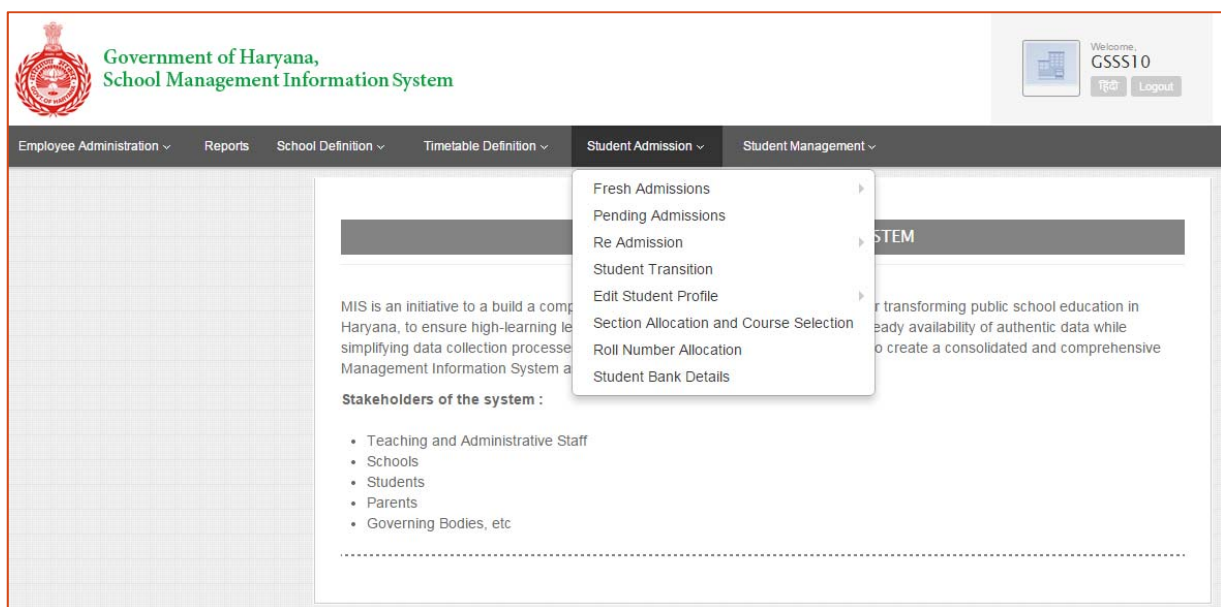 Government of Haryana,
School Management Information System
Welcome,
GSSS10
हिंदी Logout
Employee Administration Reports School Definition Timetable Definition Student Admission Student Management
Fresh Admissions
Pending Admissions
Re Admission
Student Transition
Edit Student Profile
Section Allocation and Course Selection
Roll Number Allocation
Student Bank Details
STEM
MIS is an initiative to a build a comp
r transforming public school education in
Haryana, to ensure high-learning le
eady availability of authentic data while
simplifying data collection processe
o create a consolidated and comprehensive
Management Information System a
Stakeholders of the system :
• Teaching and Administrative Staff
• Schools
• Students
• Parents
• Governing Bodies, etc